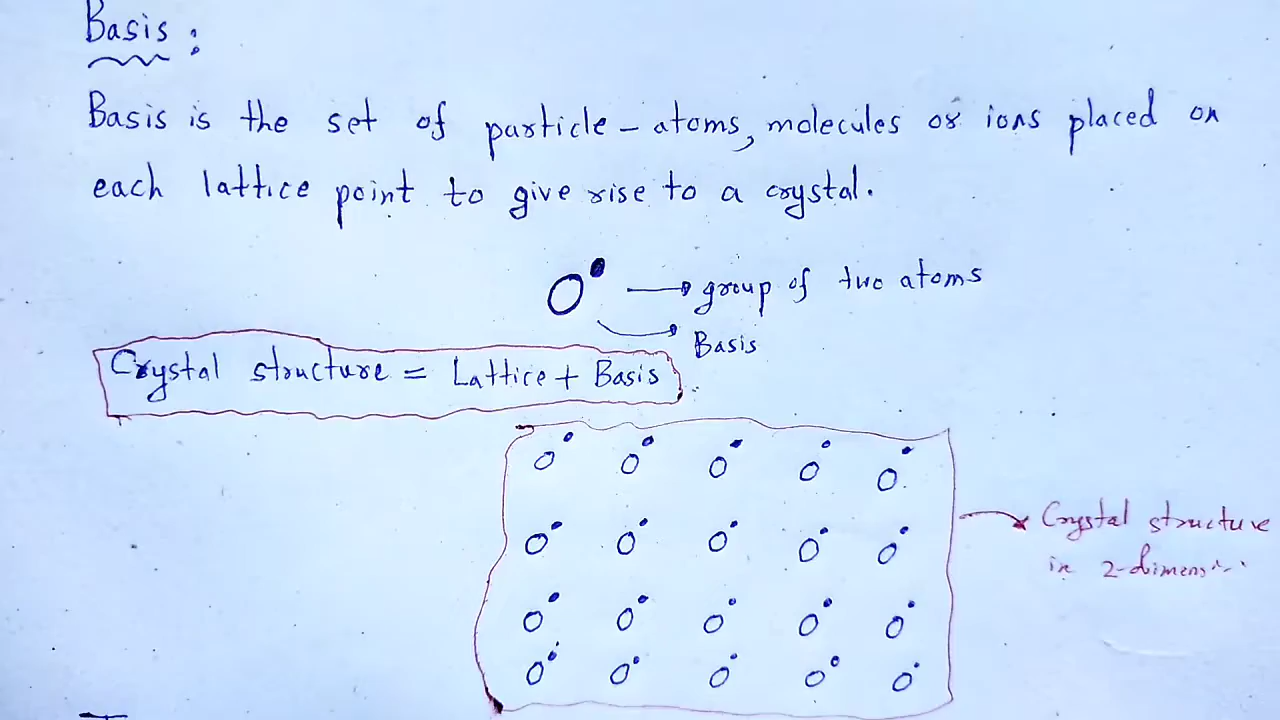 Basis :
Basis is the set of particle - atoms, molecules or ions placed on
each lattice point to give rise to a crystal.
group of two atoms
Basis
Crystal structure = Lattice + Basis
Crystal structure
in 2-dimens